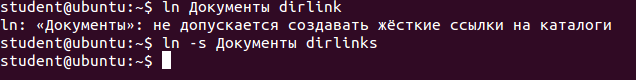 student@ubuntu:~$ ln Документы dirlink
ln: «Документы»: не допускается создавать жёсткие ссылки на каталоги
student@ubuntu:~$ ln -s Документы dirlinks
student@ubuntu:~$